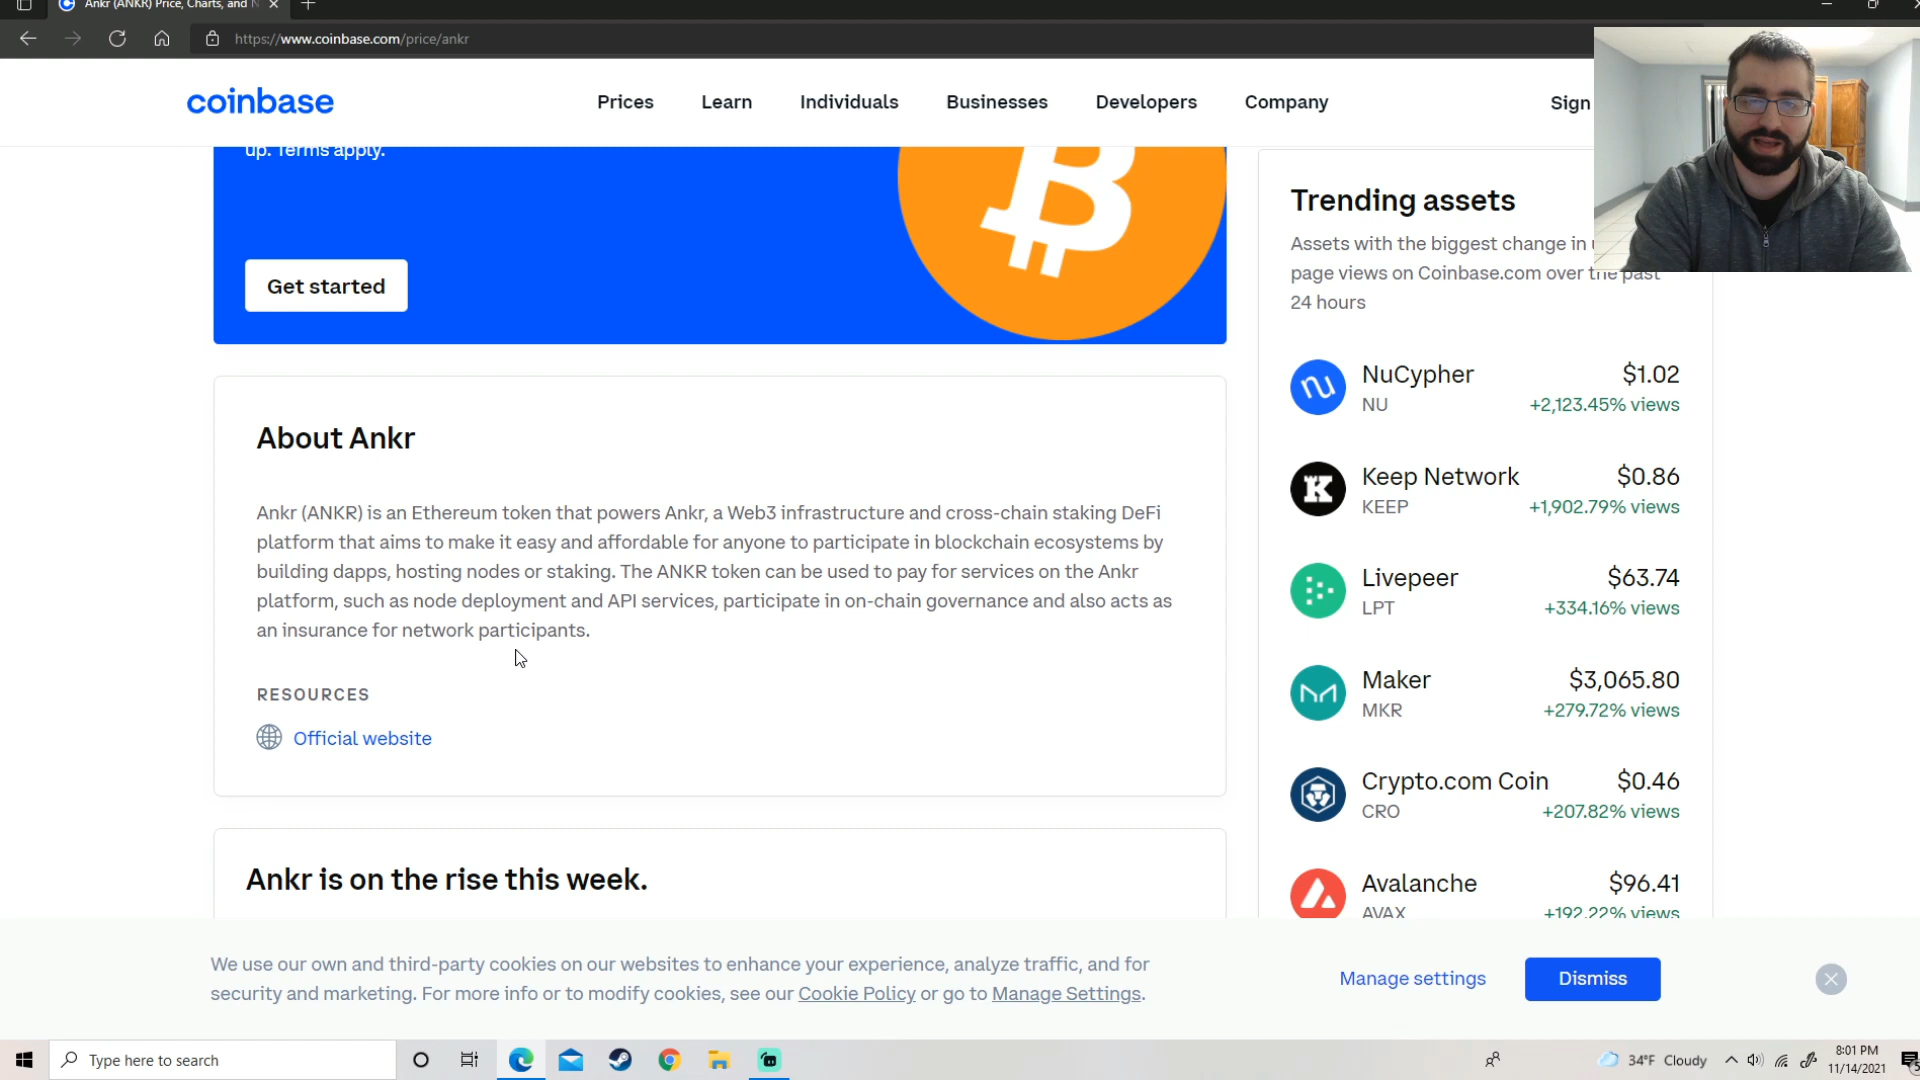 Ankr (ANKR) Price, Charts, and N
https://www.coinbase.com/price/ankr
coinbase
Prices
Learn
Individuals
Businesses
Developers
Company
Sign
up. Terms apply.
Get started
About Ankr
Ankr (ANKR) is an Ethereum token that powers Ankr, a Web3 infrastructure and cross-chain staking DeFi
platform that aims to make it easy and affordable for anyone to participate in blockchain ecosystems by
building dapps, hosting nodes or staking. The ANKR token can be used to pay for services on the Ankr
platform, such as node deployment and API services, participate in on-chain governance and also acts as
an insurance for network participants.
RESOURCES
Official website
Ankr is on the rise this week.
Trending assets
Assets with the biggest change in
page views on Coinbase.com over the past
24 hours
NuCypher $1.02
NU +2,123.45% views
Keep Network $0.86
KEEP +1,902.79% views
Livepeer $63.74
LPT +334.16% views
Maker $3,065.80
MKR +279.72% views
Crypto.com Coin $0.46
CRO +207.82% views
Avalanche $96.41
AVAX +192.22% views
We use our own and third-party cookies on our websites to enhance your experience, analyze traffic, and for
security and marketing. For more info or to modify cookies, see our Cookie Policy or go to Manage Settings.
Manage settings
Dismiss
Type here to search
34°F Cloudy
8:01 PM
11/14/2021